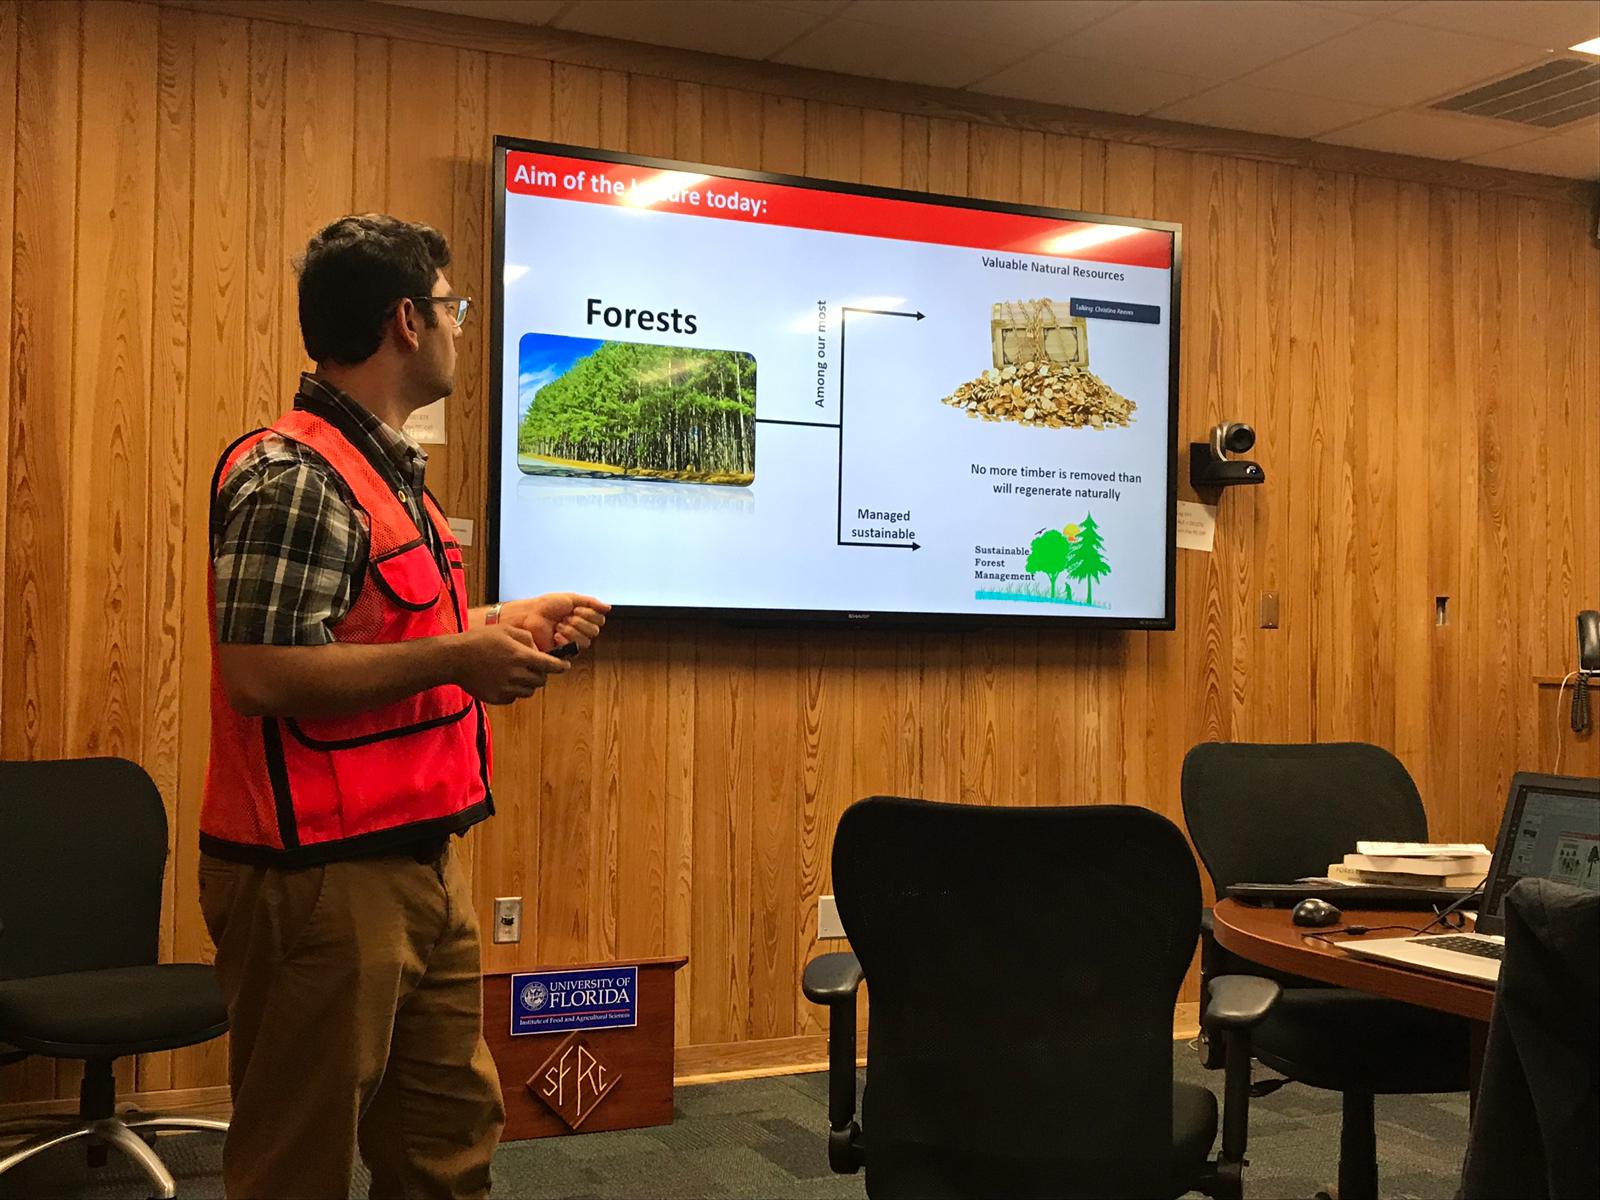 Aim of the Lecture today:
Valuable Natural Resources
Talking: Christine Reeves
Forests
Among our most
No more timber is removed than
will regenerate naturally
Managed
sustainable
Sustainable
Forest
Management
SHARP
UNIVERSITY OF
FLORIDA
Institute of Food and Agricultural Sciences
SFRC